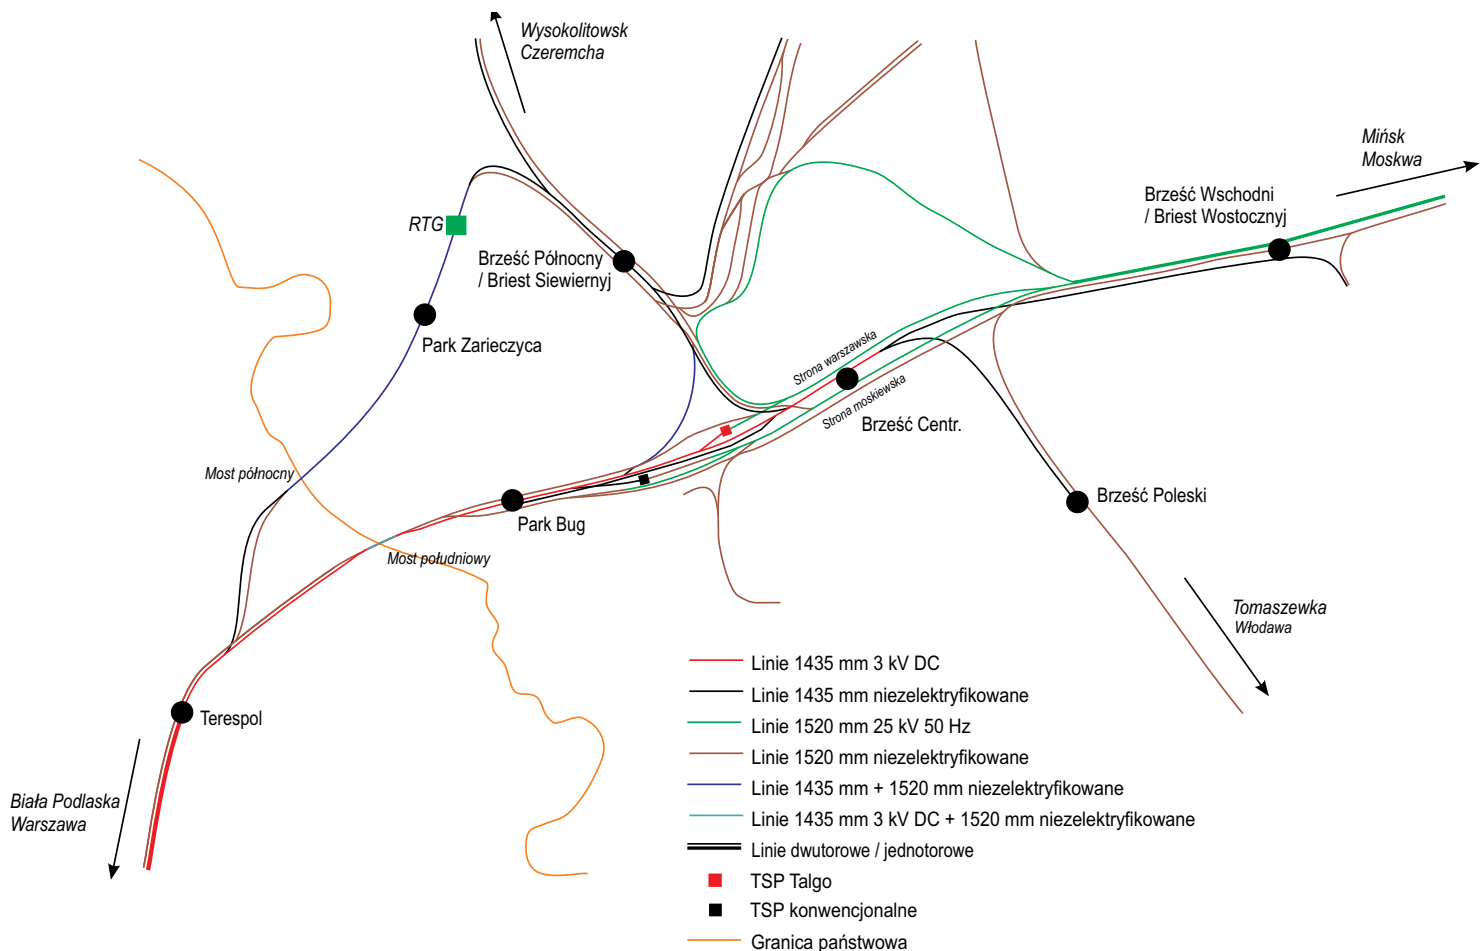 Wysokolitowsk
Czeremcha
Mińsk
Moskwa
Brześć Wschodni
/ Briest Wostocznyj
RTG
Brześć Północny
/ Briest Siewiernyj
Park Zarieczyca
Strona warszawska
Strona moskiewska
Brześć Centr.
Most północny
Brześć Poleski
Park Bug
Most południowy
Tomaszewka
Włodawa
Terespol
Biała Podlaska
Warszawa
Linie 1435 mm 3 kV DC
Linie 1435 mm niezelektryfikowane
Linie 1520 mm 25 kV 50 Hz
Linie 1520 mm niezelektryfikowane
Linie 1435 mm + 1520 mm niezelektryfikowane
Linie 1435 mm 3 kV DC + 1520 mm niezelektryfikowane
Linie dwutorowe / jednotorowe
TSP Talgo
TSP konwencjonalne
Granica państwowa